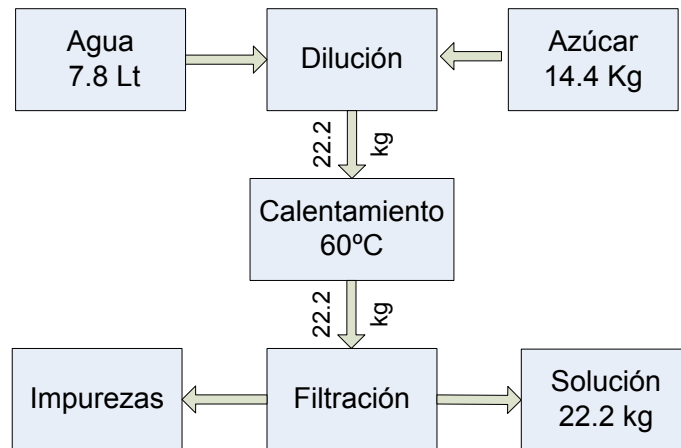 Agua
7.8 Lt
Dilución
Azúcar
14.4 Kg
22.2 kg
Calentamiento
60ºC
22.2 kg
Impurezas
Filtración
Solución
22.2 kg